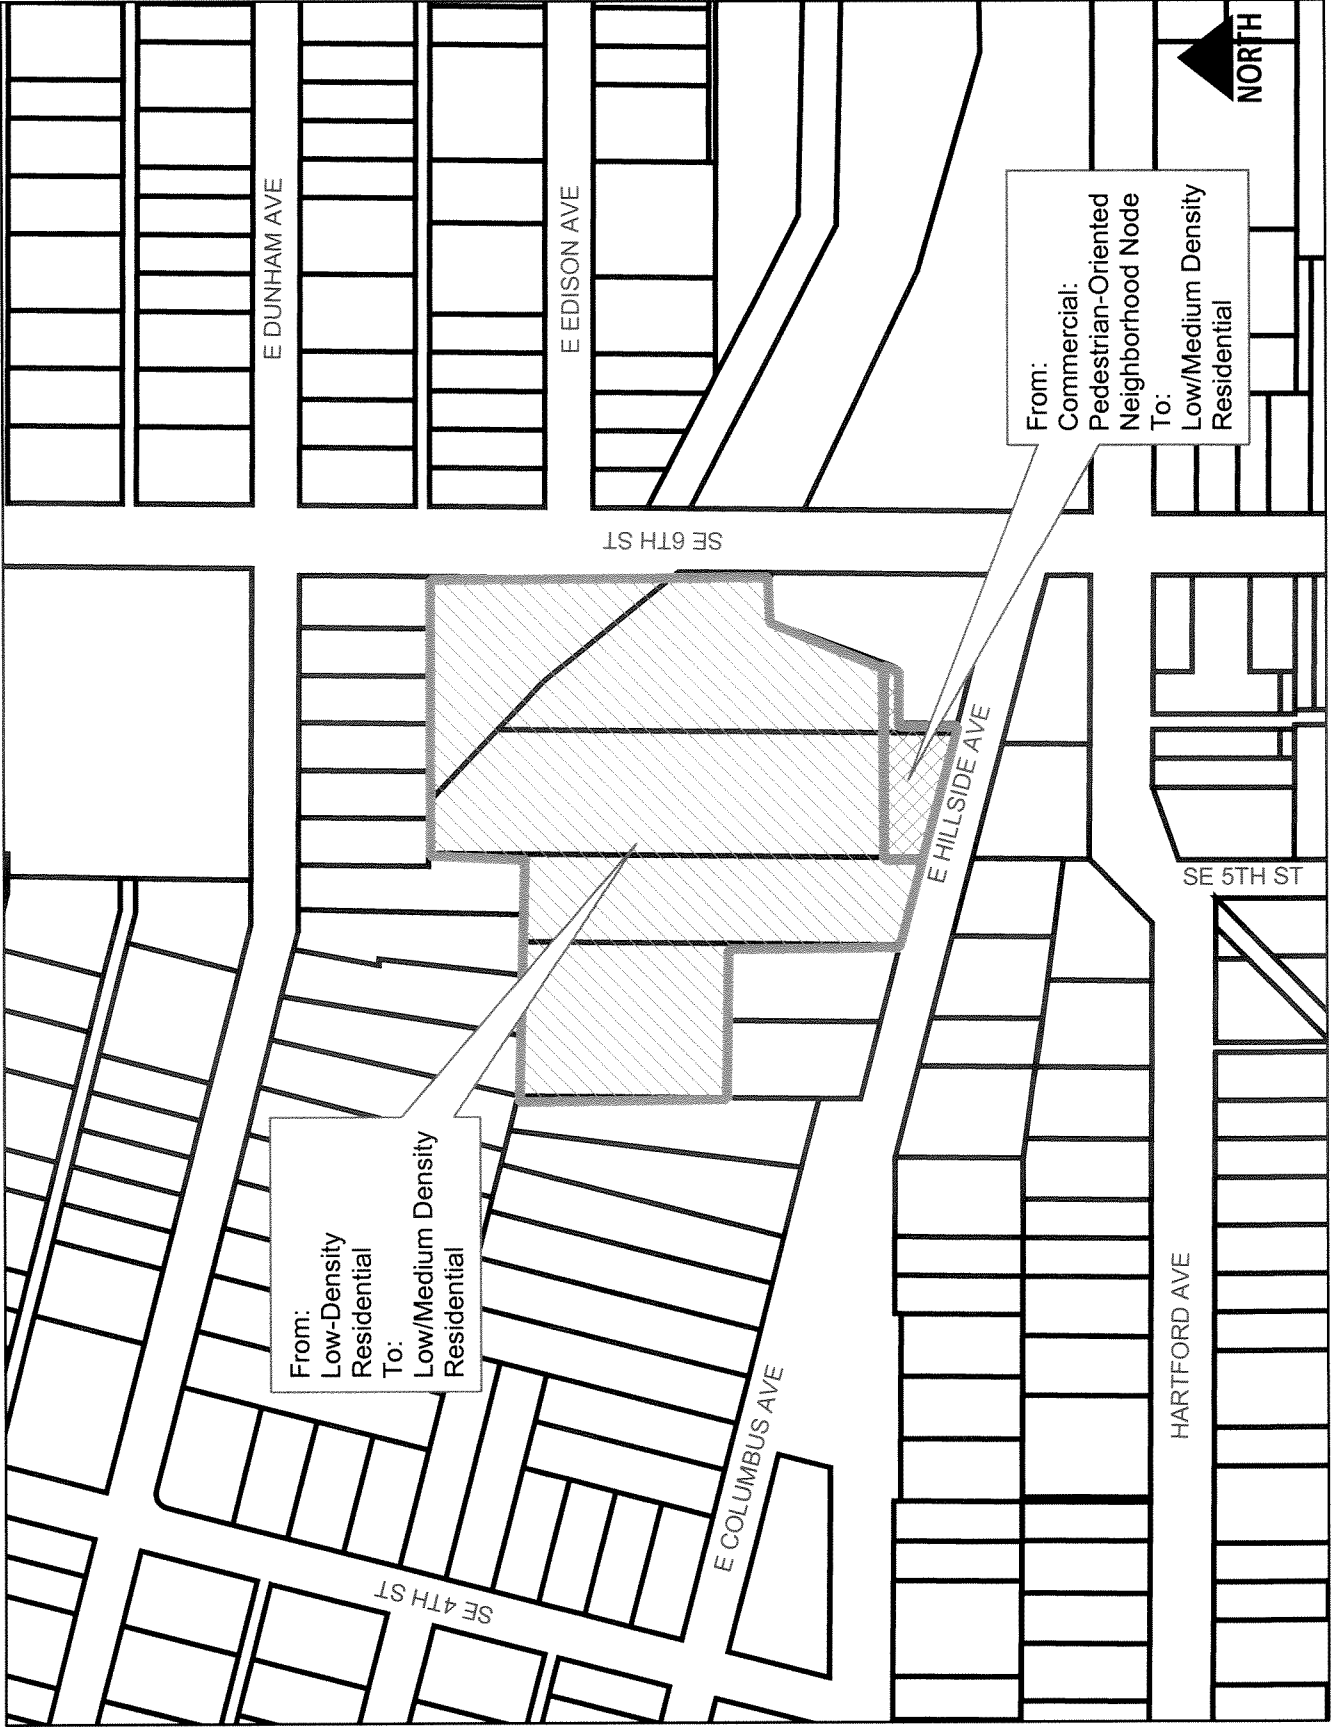 E DUNHAM AVE
E EDISON AVE
SE 6TH ST
NORTH
From:
Commercial:
Pedestrian-Oriented
Neighborhood Node
To:
Low/Medium Density
Residential
E HILLSIDE AVE
SE 5TH ST
From:
Low-Density
Residential
To:
Low/Medium Density
Residential
E COLUMBUS AVE
HARTFORD AVE
SE 4TH ST